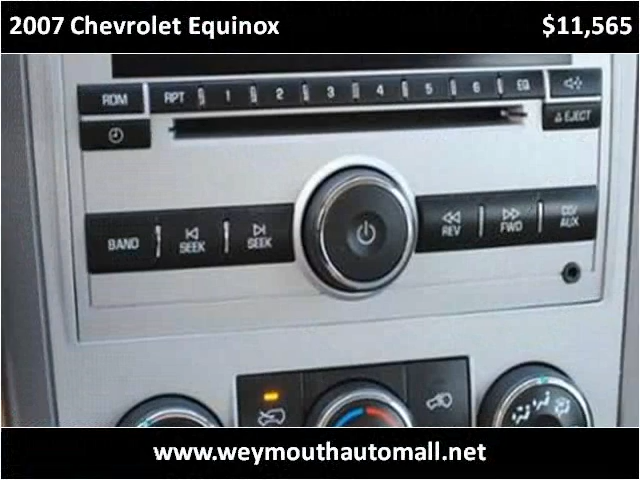 2007 Chevrolet Equinox $11,565
RDM RPT 1 2 3 4 5 6 EQ
EJECT
BAND SEEK SEEK REV FWD CD/AUX
www.weymouthautomall.net